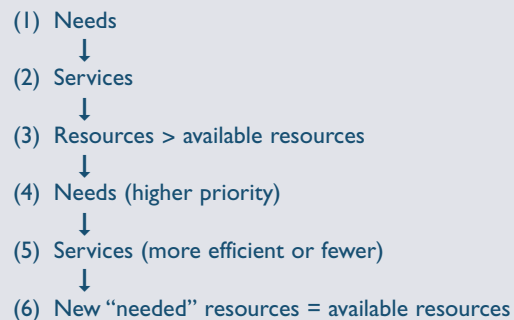 (1) Needs
(2) Services
(3) Resources > available resources
(4) Needs (higher priority)
(5) Services (more efficient or fewer)
(6) New “needed” resources = available resources